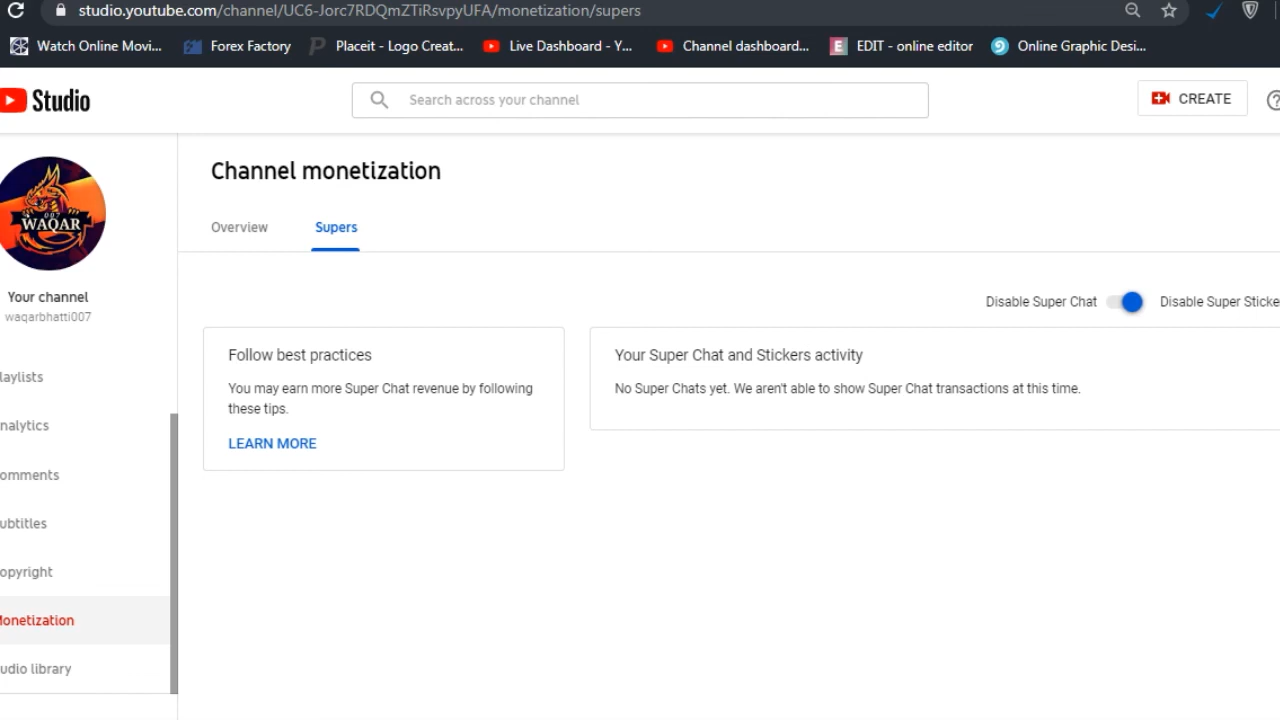 studio.youtube.com/channel/UC6-Jorc7RDQmZTiRsvpyUFA/monetization/supers
Watch Online Movi... Forex Factory Placeit - Logo Creat... Live Dashboard - Y... Channel dashboard... EDIT - online editor Online Graphic Desi...
Studio
Search across your channel
CREATE
007
WAQAR
Your channel
waqarbhatti007
laylists
nalytics
omments
ubtitles
opyright
Monetization
udio library
Channel monetization
Overview Supers
Disable Super Chat Disable Super Sticke
Follow best practices
You may earn more Super Chat revenue by following
these tips.
LEARN MORE
Your Super Chat and Stickers activity
No Super Chats yet. We aren't able to show Super Chat transactions at this time.